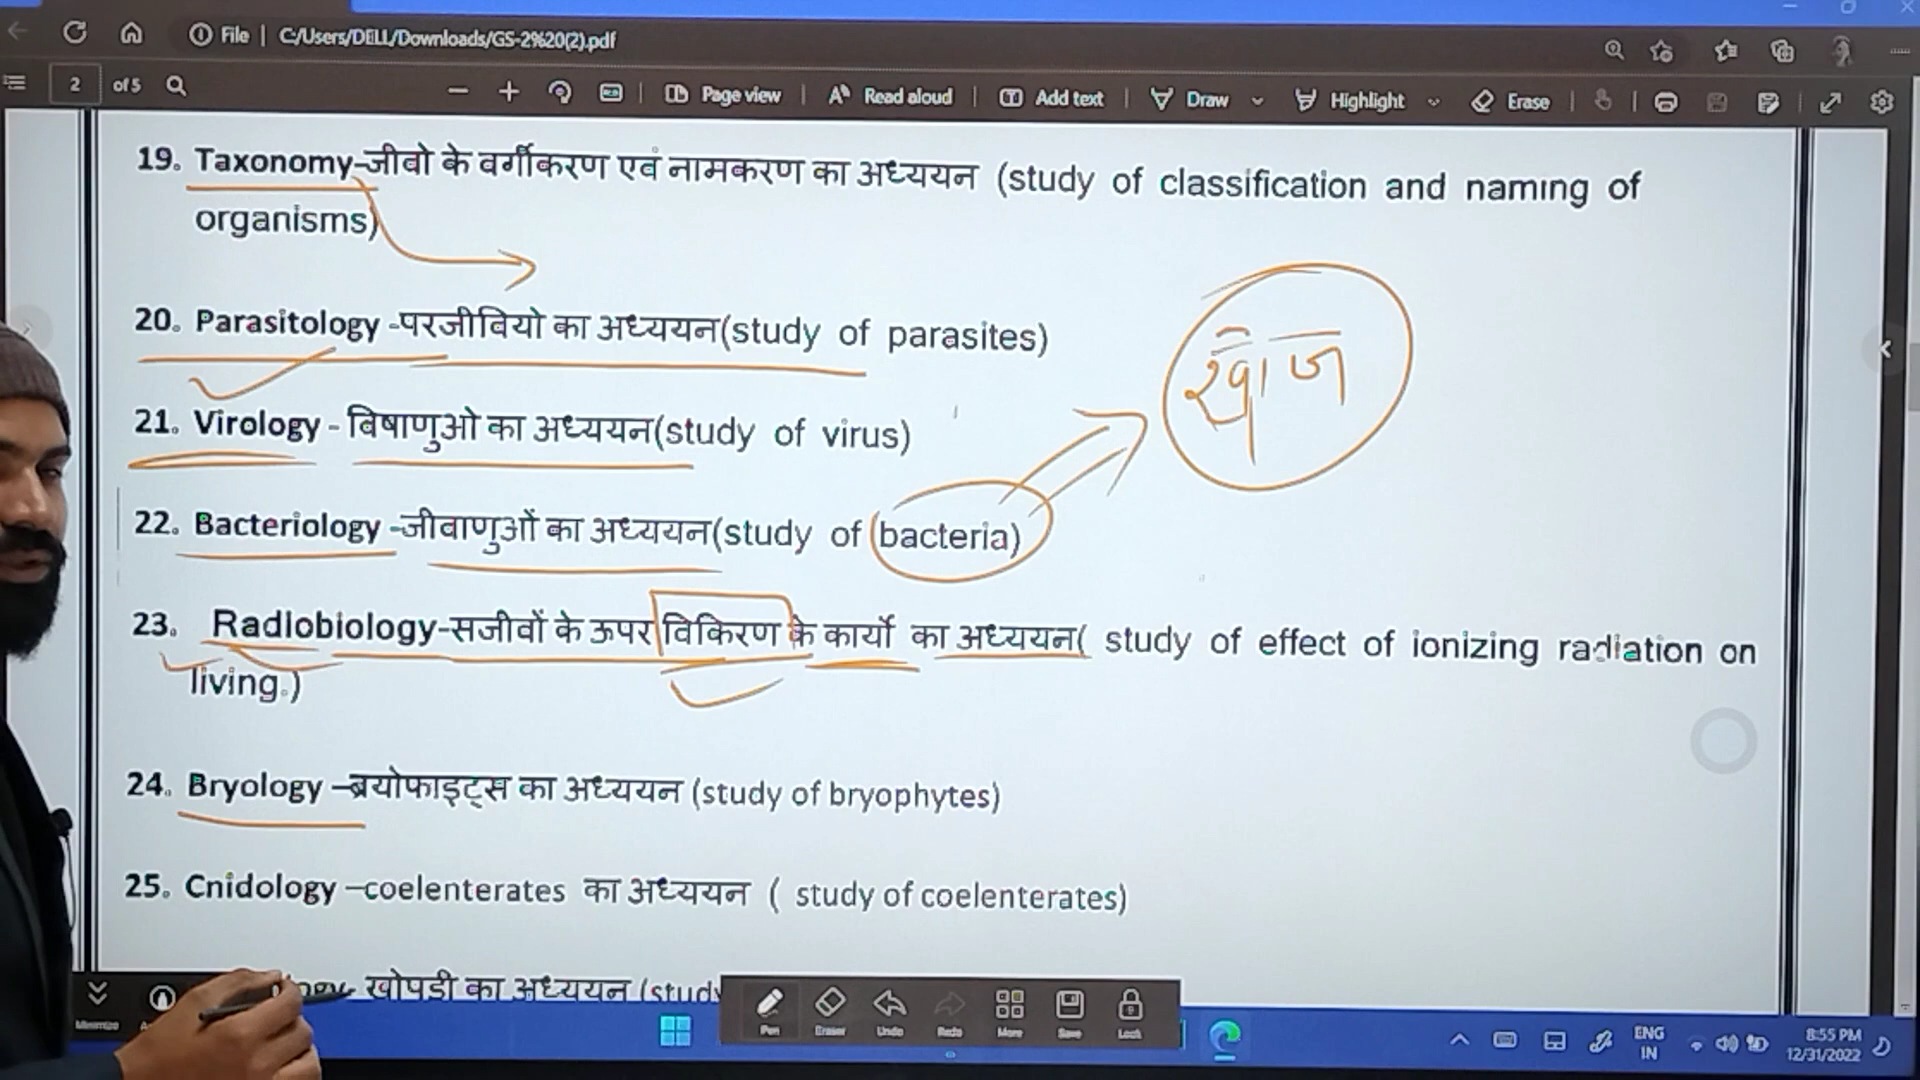 File | C:/Users/DELL/Downloads/GS-2%20(2).pdf
2 of 5 Page view Read aloud Add text Draw Highlight Erase
19. Taxonomy-जीवो के वर्गीकरण एवं नामकरण का अध्ययन (study of classification and naming of
organisms)
20. Parasitology -परजीवियो का अध्ययन(study of parasites)
खोज
21. Virology - विषाणुओ का अध्ययन(study of virus)
22. Bacteriology -जीवाणुओं का अध्ययन(study of bacteria)
23. Radiobiology-सजीवों के ऊपर विकिरण के कार्यो का अध्ययन( study of effect of ionizing radiation on
living.)
24. Bryology –ब्रयोफाइट्स का अध्ययन (study of bryophytes)
25. Cnidology –coelenterates का अध्ययन ( study of coelenterates)
खोपडी का अध्ययन (study
Minimize Pen Eraser Undo Redo More Save Lock
ENG
IN
8:55 PM
12/31/2022